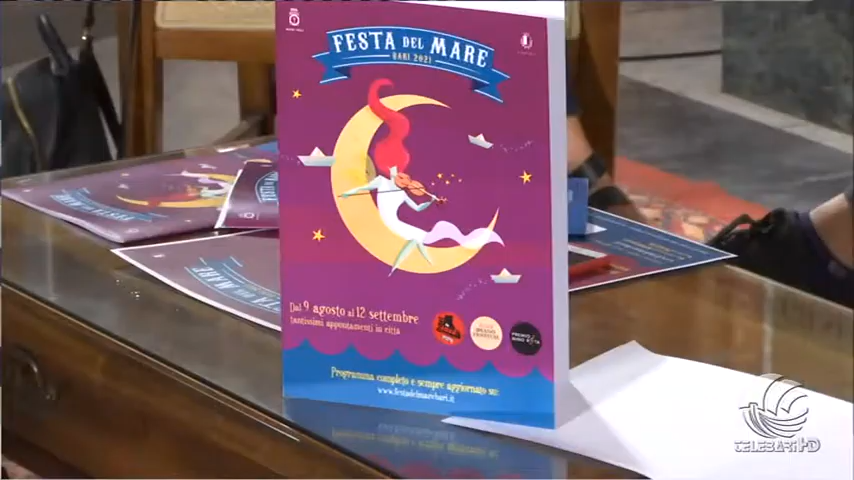 FESTA DEL MARE
BARI 2021
Dal 9 agosto al 12 settembre
tantissimi appuntamenti in città
Programma completo e sempre aggiornato su:
www.festadelmarebari.it
TELEBARI HD